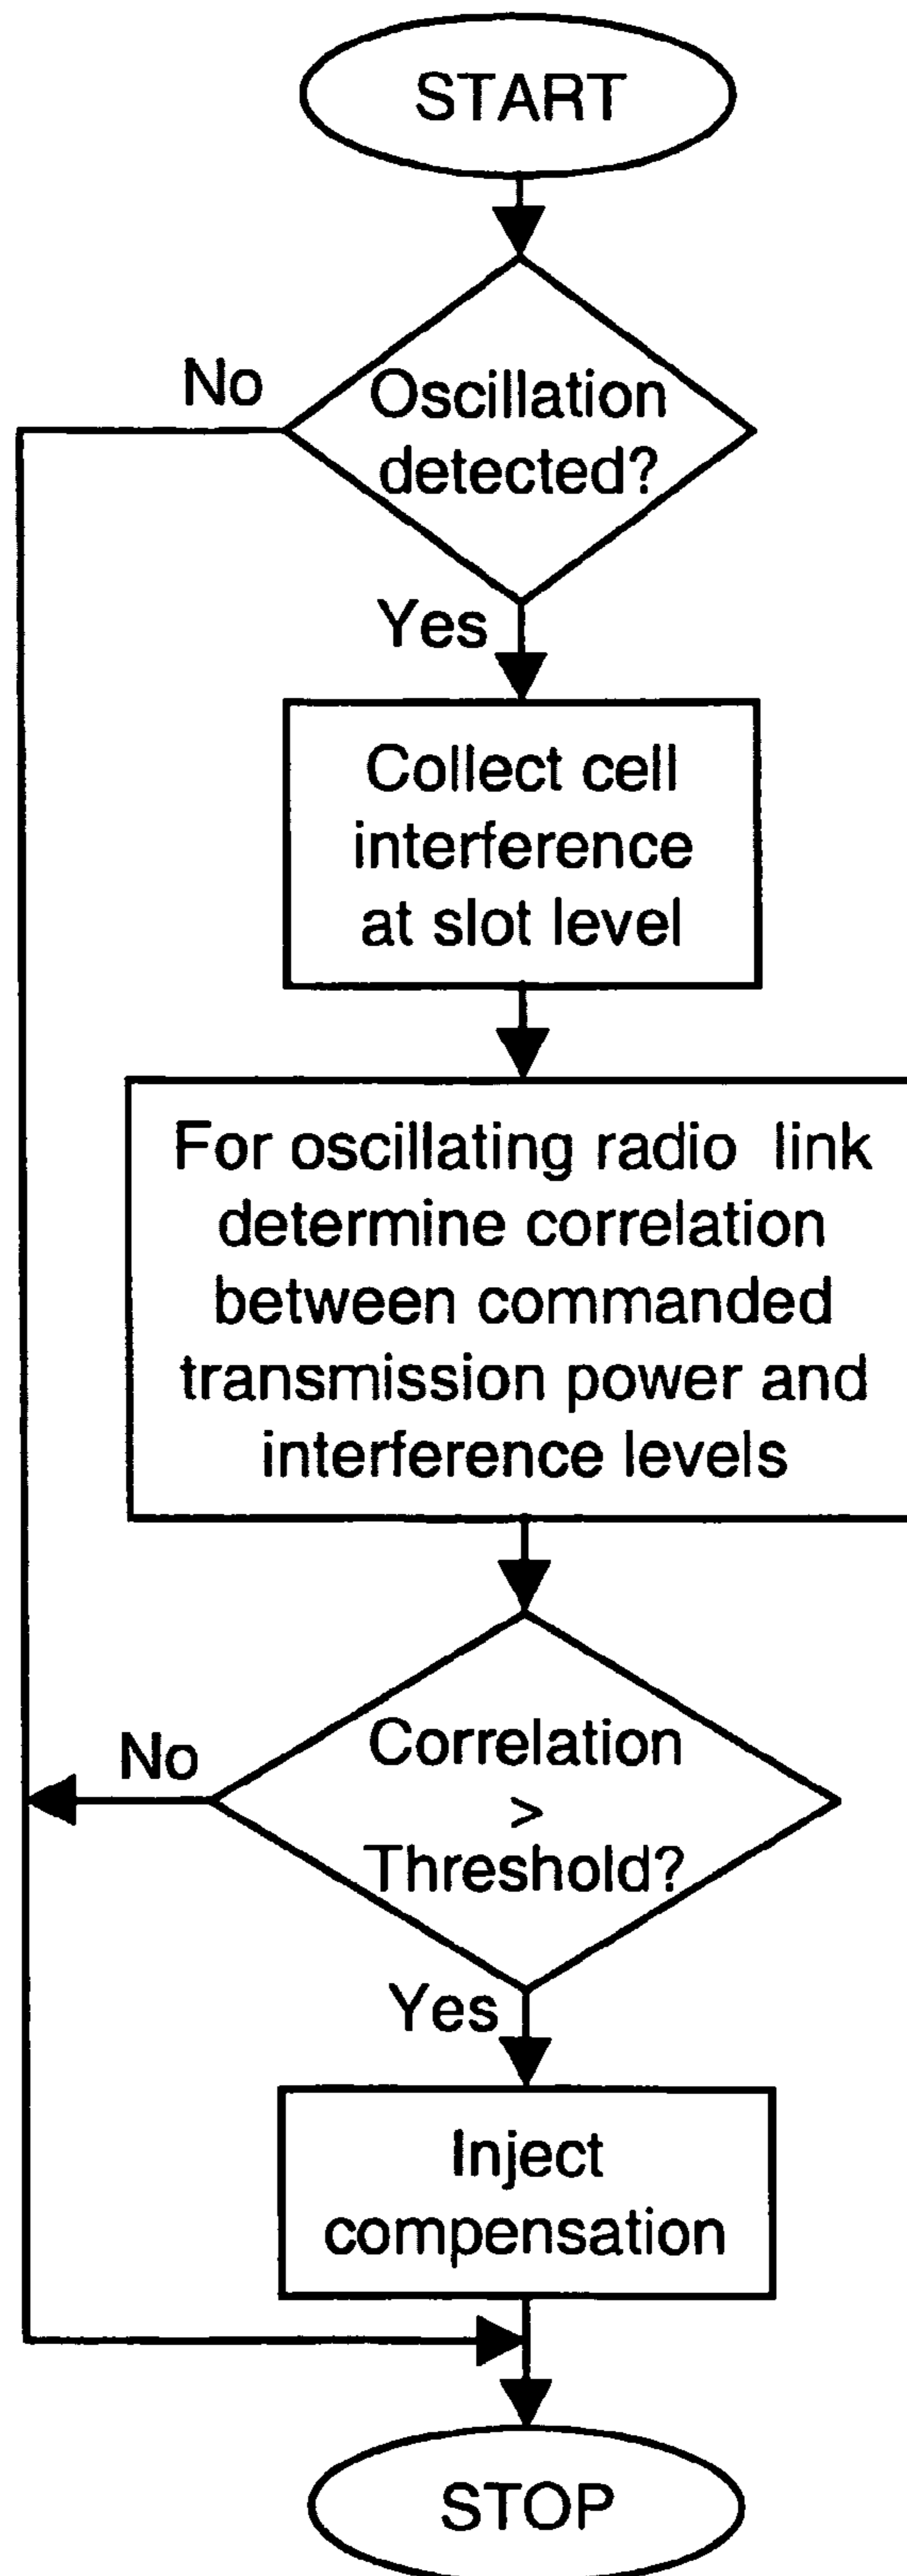 START
No
Oscillation
detected?
Yes
Collect cell
interference
at slot level
For oscillating radio link
determine correlation
between commanded
transmission power and
interference levels
No
Correlation
>
Threshold?
Yes
Inject
compensation
STOP